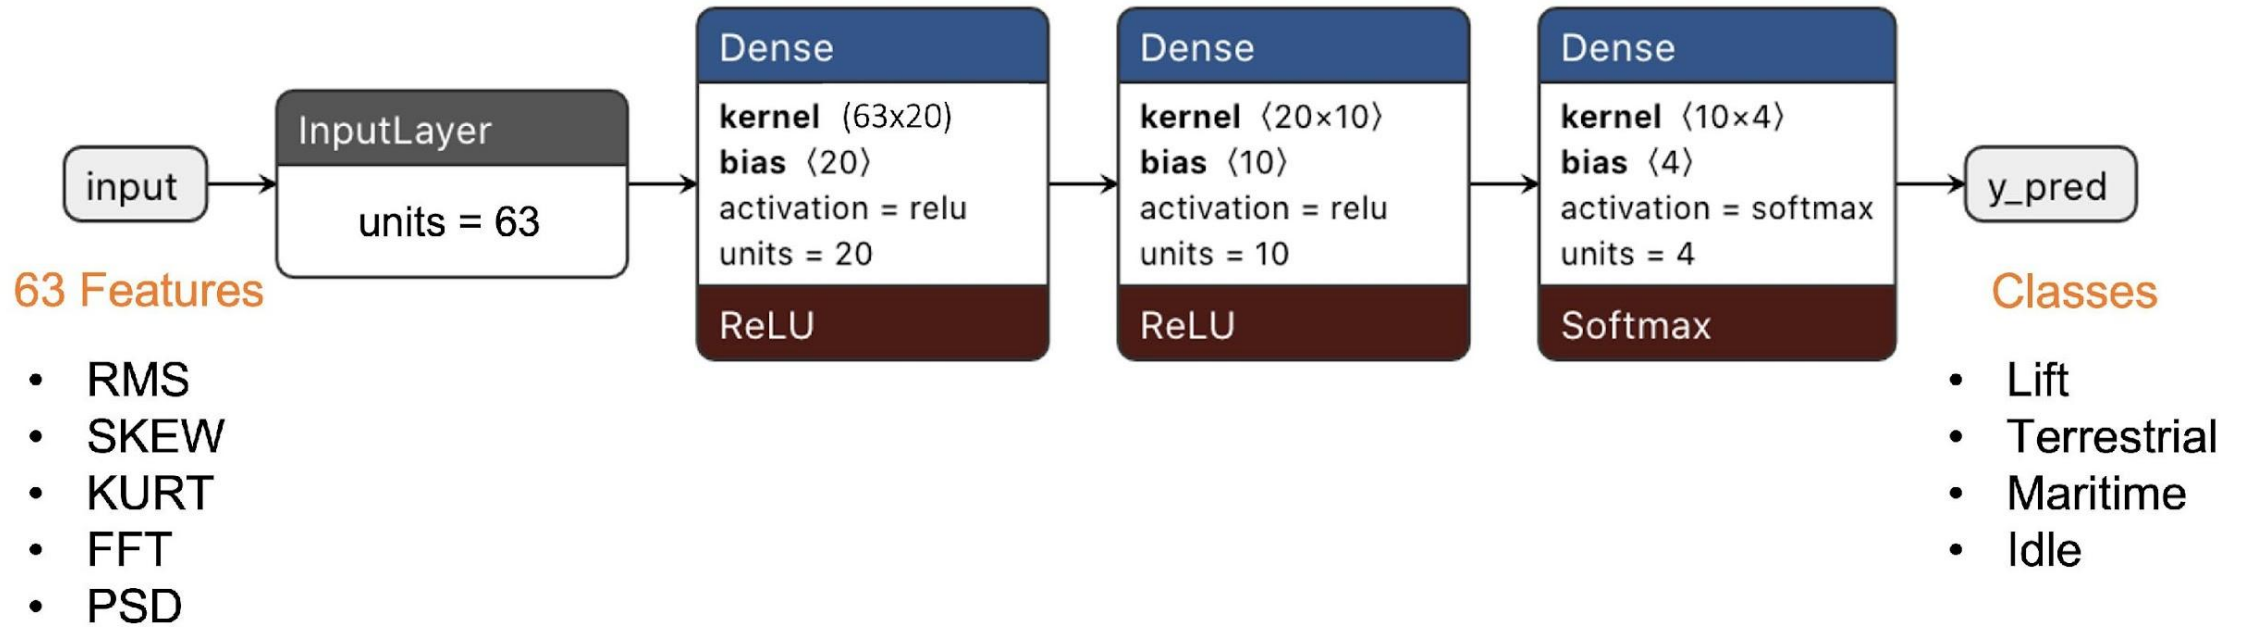 input
63 Features
• RMS
• SKEW
• KURT
• FFT
• PSD
InputLayer
units = 63
Dense
kernel (63x20)
bias ⟨20⟩
activation = relu
units = 20
ReLU
Dense
kernel ⟨20×10⟩
bias ⟨10⟩
activation = relu
units = 10
ReLU
Dense
kernel ⟨10×4⟩
bias ⟨4⟩
activation = softmax
units = 4
Softmax
y_pred
Classes
• Lift
• Terrestrial
• Maritime
• Idle